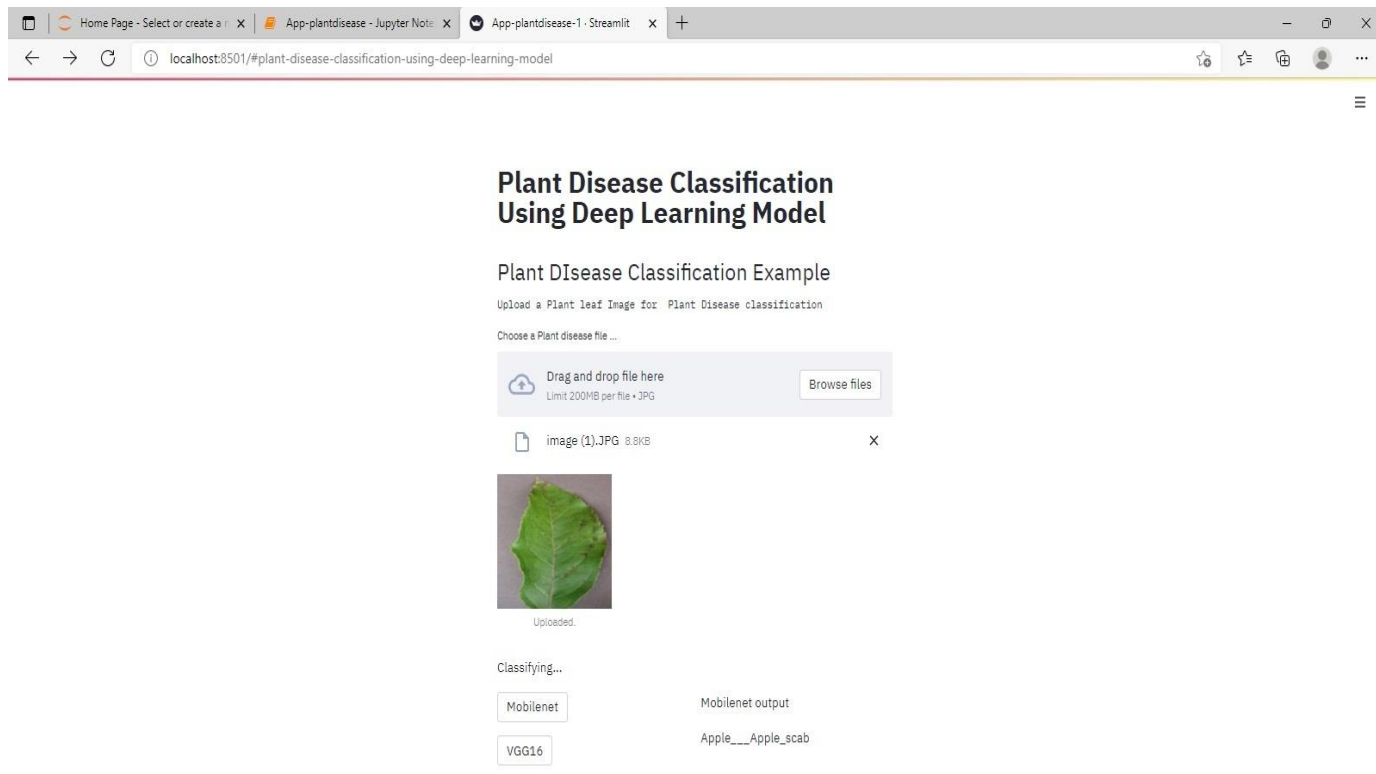 Home Page - Select or create a n
App-plantdisease - Jupyter Note
App-plantdisease-1 · Streamlit
localhost:8501/#plant-disease-classification-using-deep-learning-model
Plant Disease Classification
Using Deep Learning Model
Plant DIsease Classification Example
Upload a Plant leaf Image for  Plant Disease classification
Choose a Plant disease file ...
Drag and drop file here
Limit 200MB per file • JPG
Browse files
image (1).JPG 8.8KB
Uploaded.
Classifying...
Mobilenet
Mobilenet output
VGG16
Apple___Apple_scab